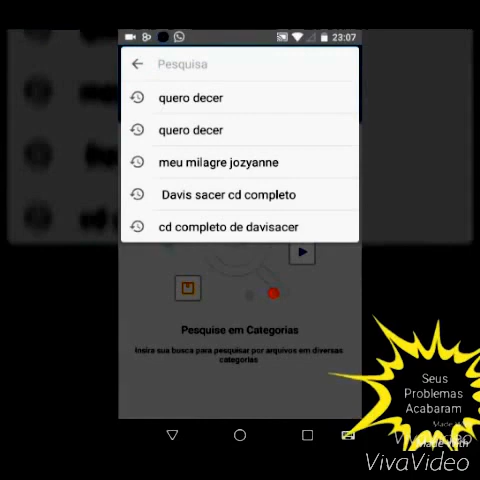 23:07
Pesquisa
quero decer
quero decer
meu milagre jozyanne
Davis sacer cd completo
cd completo de davisacer
Pesquise em Categorias
Insira sua busca para pesquisar por arquivos em diversas
categorias
Seus
Problemas
Acabaram
VivaVideo